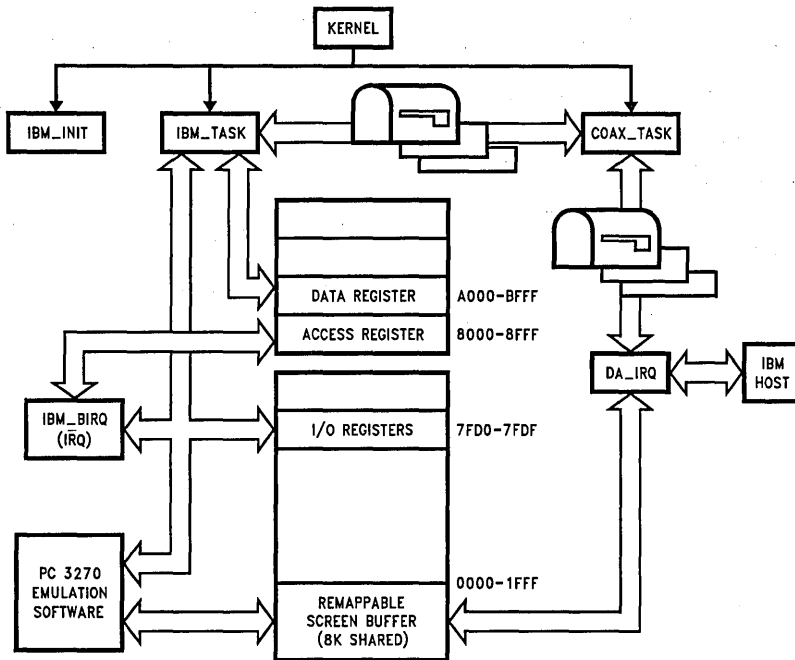 KERNEL
IBM_INIT
IBM_TASK
COAX_TASK
DATA REGISTER
A000-BFFF
ACCESS REGISTER
8000-8FFF
DA_IRQ
IBM
HOST
IBM_BIRQ
(IRQ)
I/O REGISTERS
7FD0-7FDF
PC 3270
EMULATION
SOFTWARE
0000-1FFF
REMAPPABLE
SCREEN BUFFER
(8K SHARED)